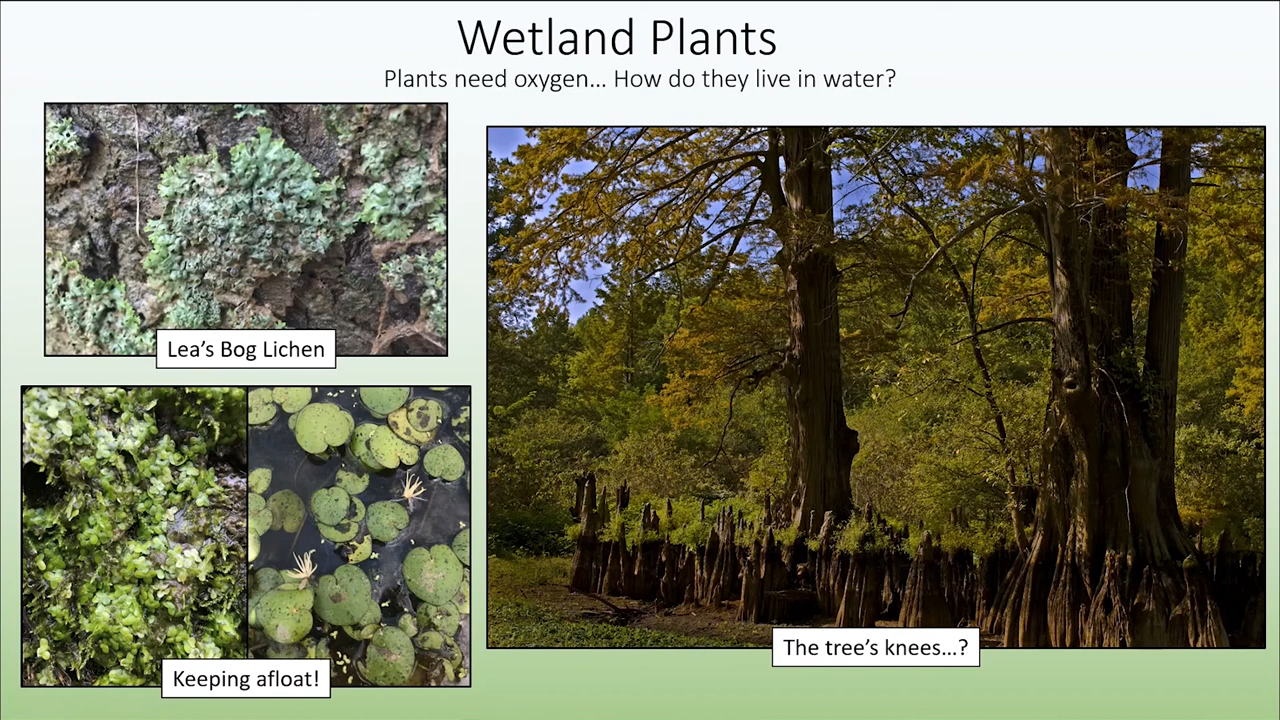 Wetland Plants
Plants need oxygen... How do they live in water?
Lea's Bog Lichen
Keeping afloat!
The tree's knees...?